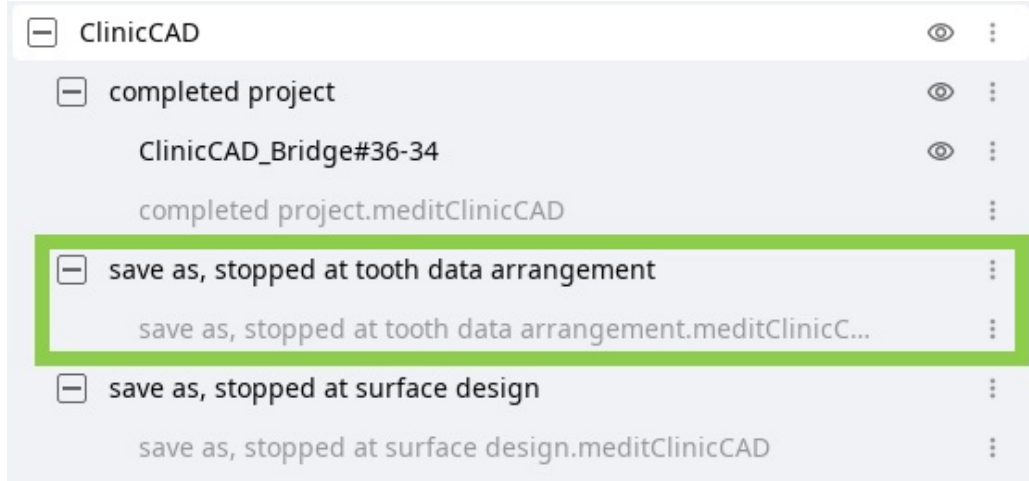 ClinicCAD
completed project
ClinicCAD_Bridge#36-34
completed project.meditClinicCAD
save as, stopped at tooth data arrangement
save as, stopped at tooth data arrangement.meditClinicC...
save as, stopped at surface design
save as, stopped at surface design.meditClinicCAD